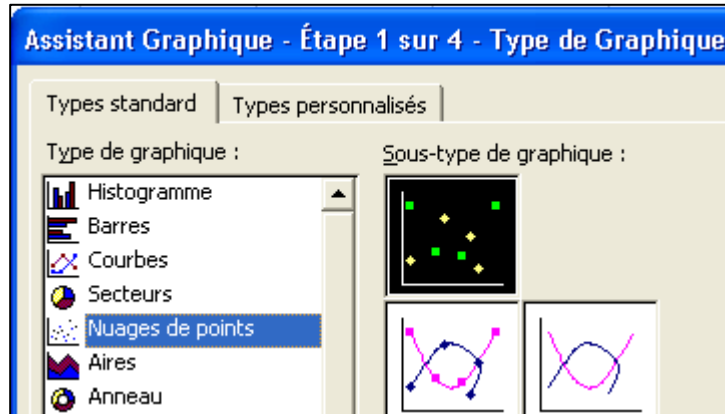 Assistant Graphique - Étape 1 sur 4 - Type de Graphique
Types standard Types personnalisés
Type de graphique : Sous-type de graphique :
Histogramme
Barres
Courbes
Secteurs
Nuages de points
Aires
Anneau